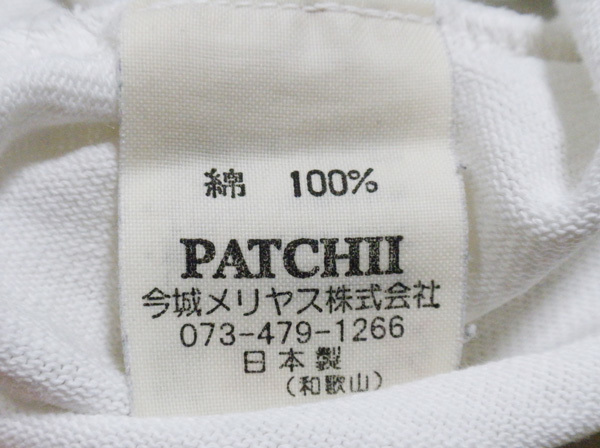 綿 100%
PATCHII
今城メリヤス株式会社
073-479-1266
日本製
(和歌山)